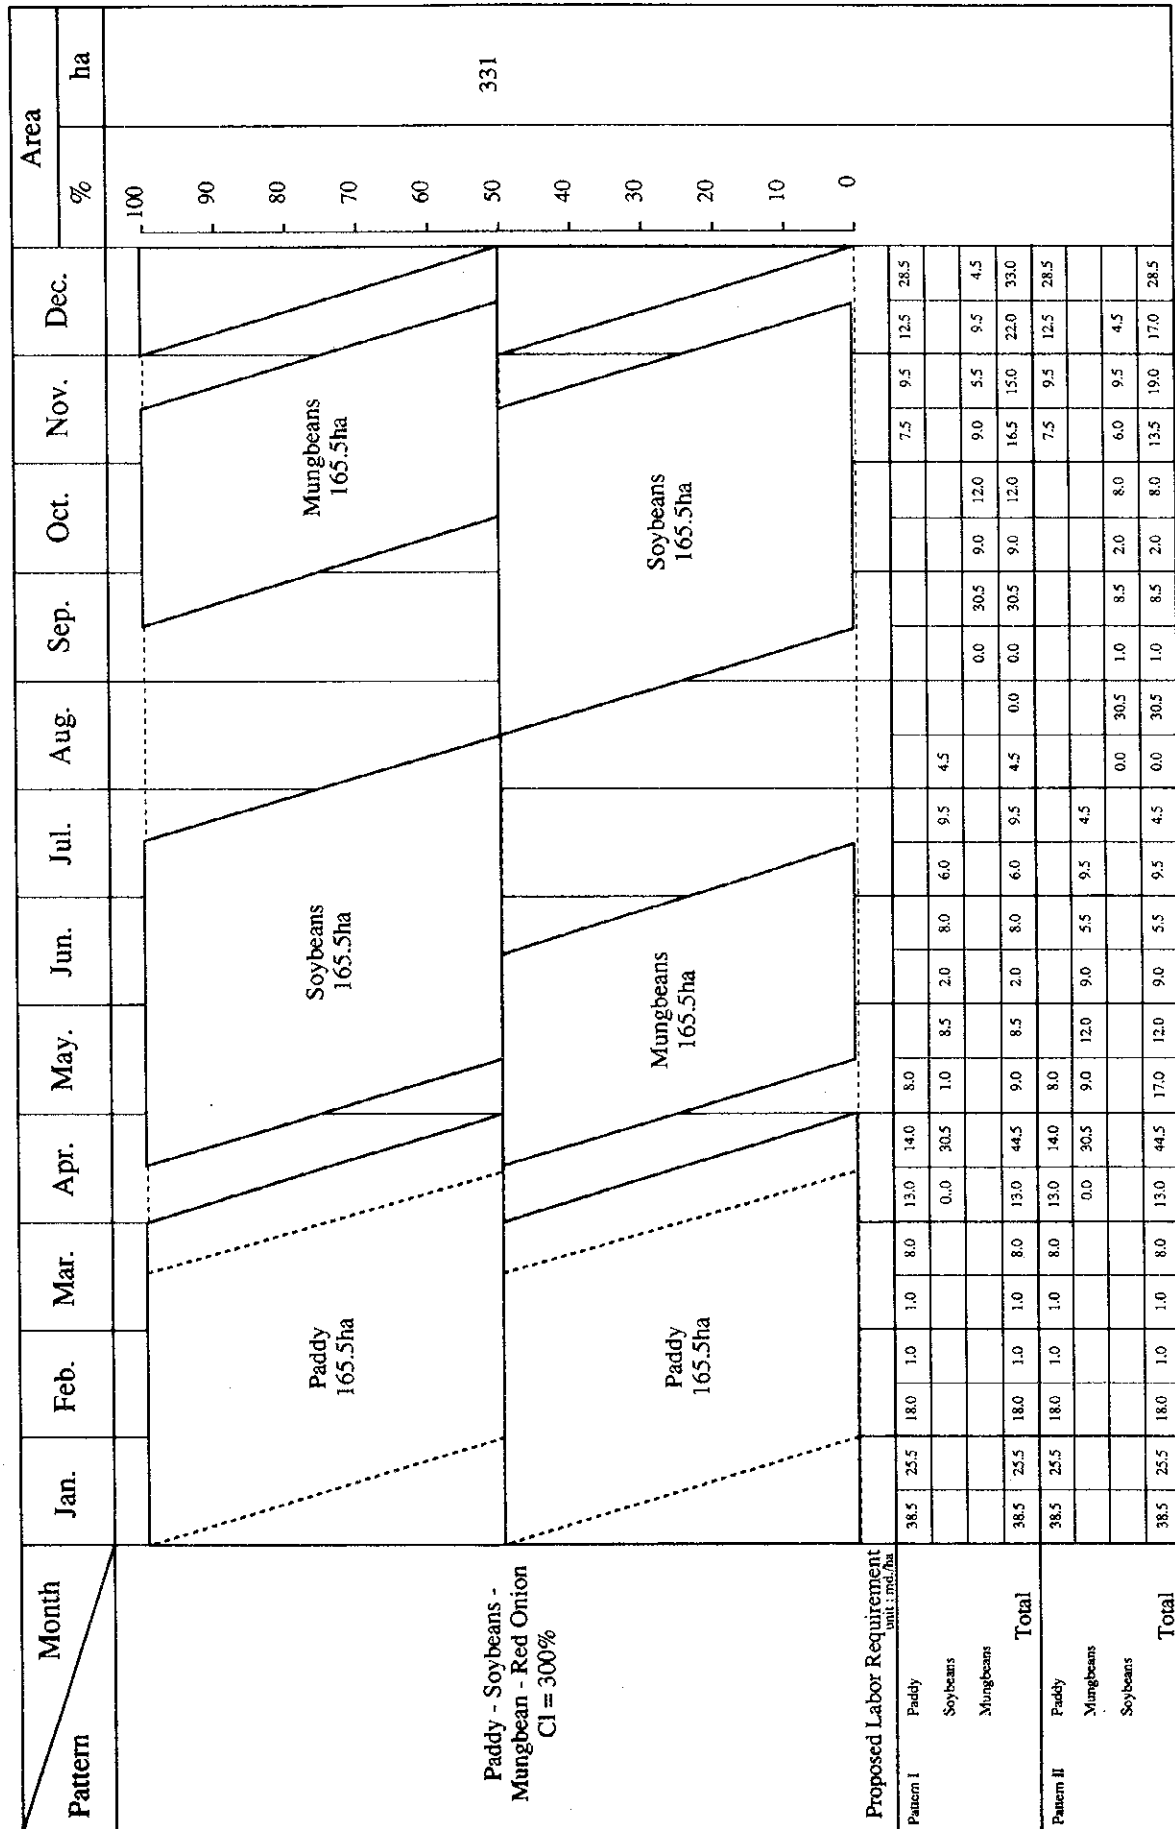 Month Jan. Feb. Mar. Apr. May. Jun. Jul. Aug. Sep. Oct. Nov. Dec. Area
Pattern % ha
100
90
80
70
60
50
40
30
20
10
0
331
Paddy - Soybeans -
Mungbean - Red Onion
CI = 300%
Paddy
165.5ha
Soybeans
165.5ha
Mungbeans
165.5ha
Paddy
165.5ha
Mungbeans
165.5ha
Soybeans
165.5ha
Proposed Labor Requirement
unit : md./ha
Pattern I Paddy 38.5 25.5 18.0 1.0 1.0 8.0 13.0 14.0 8.0 7.5 9.5 12.5 28.5
Soybeans 0..0 30.5 1.0 8.5 2.0 8.0 6.0 9.5 4.5
Mungbeans 0.0 30.5 9.0 12.0 9.0 5.5 9.5 4.5
Total 38.5 25.5 18.0 1.0 1.0 8.0 13.0 44.5 9.0 8.5 2.0 8.0 6.0 9.5 4.5 0.0 0.0 30.5 9.0 12.0 16.5 15.0 22.0 33.0
Pattern II Paddy 38.5 25.5 18.0 1.0 1.0 8.0 13.0 14.0 8.0 7.5 9.5 12.5 28.5
Mungbeans 0.0 30.5 9.0 12.0 9.0 5.5 9.5 4.5
Soybeans 0.0 30.5 1.0 8.5 2.0 8.0 6.0 9.5 4.5
Total 38.5 25.5 18.0 1.0 1.0 8.0 13.0 44.5 17.0 12.0 9.0 5.5 9.5 4.5 0.0 30.5 1.0 8.5 2.0 8.0 13.5 19.0 17.0 28.5